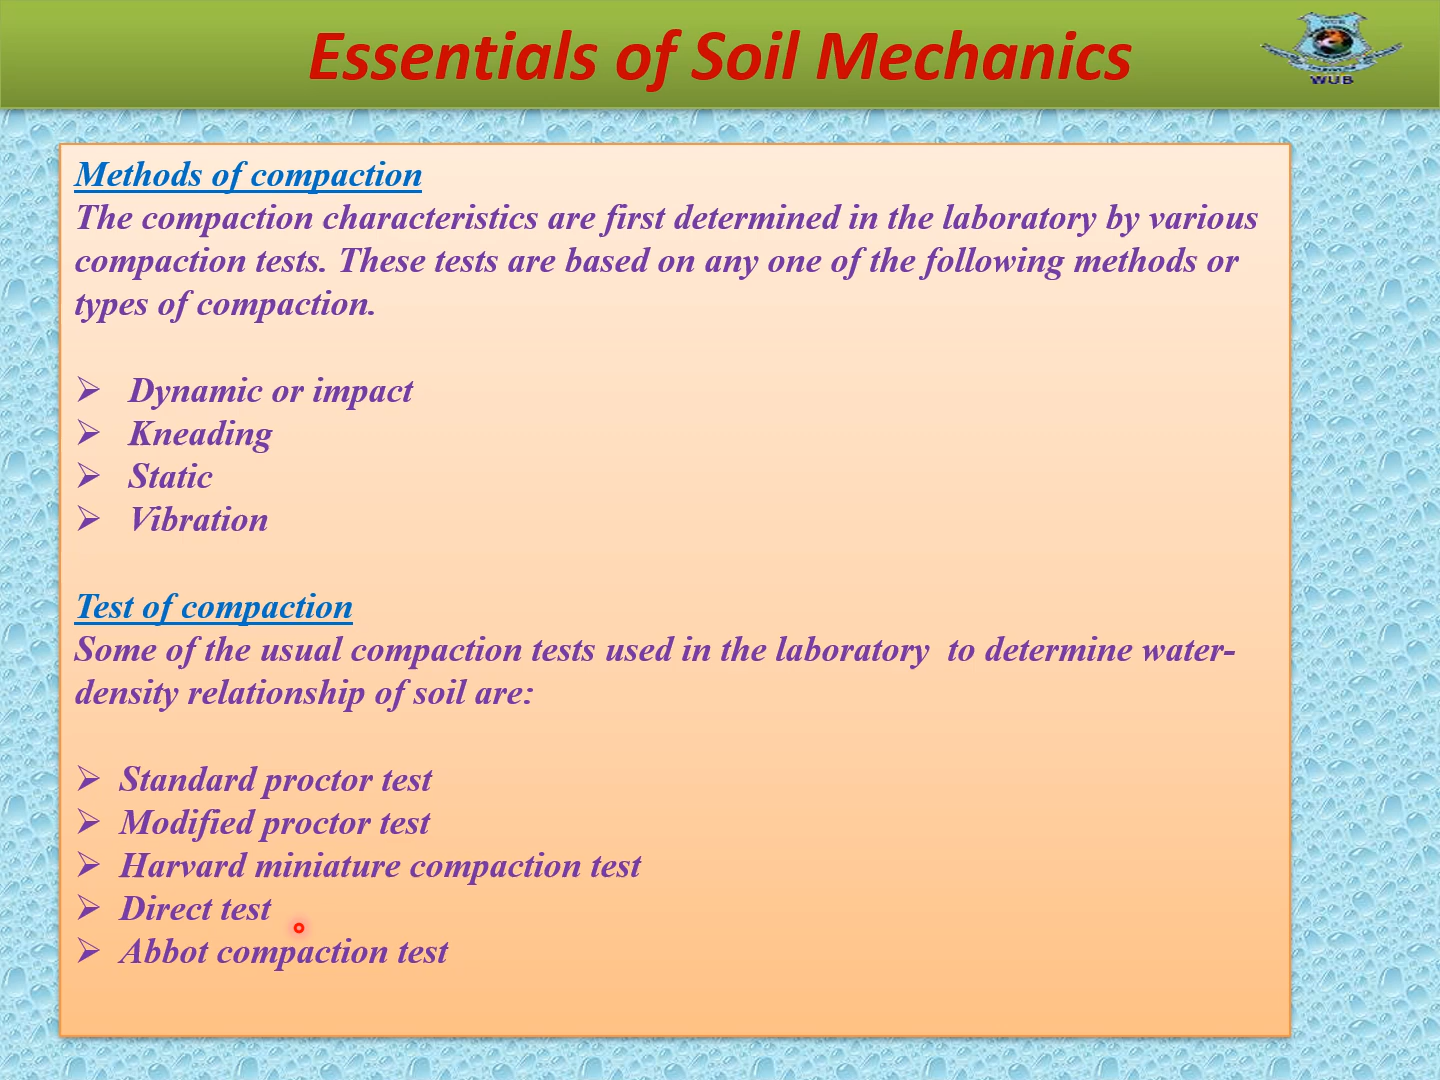 Essentials of Soil Mechanics
WUB
Methods of compaction
The compaction characteristics are first determined in the laboratory by various
compaction tests. These tests are based on any one of the following methods or
types of compaction.
➢ Dynamic or impact
➢ Kneading
➢ Static
➢ Vibration
Test of compaction
Some of the usual compaction tests used in the laboratory to determine water-
density relationship of soil are:
➢ Standard proctor test
➢ Modified proctor test
➢ Harvard miniature compaction test
➢ Direct test
➢ Abbot compaction test